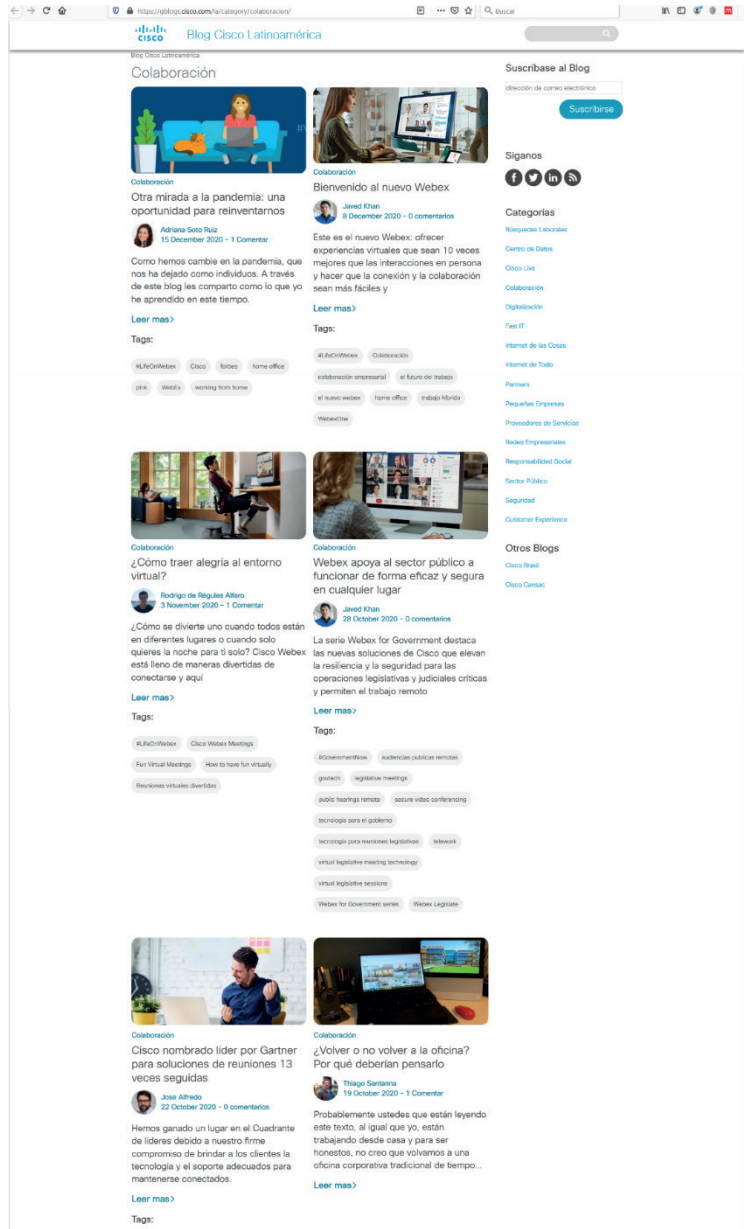 https://gblogs.cisco.com/la/category/colaboracion/
Buscar
CISCO
Blog Cisco Latinoamérica
Blog Cisco Latinoamérica
Colaboración
Colaboración
Otra mirada a la pandemia: una
oportunidad para reinventarnos
Adriana Soto Ruiz
15 December 2020 - 1 Comentar
Como hemos cambie en la pandemia, que
nos ha dejado como individuos. A través
de este blog les comparto como lo que yo
he aprendido en este tiempo.
Leer mas>
Tags:
#LifeOnWebex
Cisco
forbes
home office
pink
WebEx
working from home
Colaboración
Bienvenido al nuevo Webex
Javed Khan
8 December 2020 - 0 comentarios
Este es el nuevo Webex: ofrecer
experiencias virtuales que sean 10 veces
mejores que las interacciones en persona
y hacer que la conexión y la colaboración
sean más fáciles y
Leer mas>
Tags:
#LifeOnWebex
Colaboración
colaboración empresarial
el futuro del trabajo
el nuevo webex
home office
trabajo híbrido
WebexOne
Colaboración
¿Cómo traer alegría al entorno
virtual?
Rodrigo de Régules Alfaro
3 November 2020 - 1 Comentar
¿Cómo se divierte uno cuando todos están
en diferentes lugares o cuando solo
quieres la noche para ti solo? Cisco Webex
está lleno de maneras divertidas de
conectarse y aquí
Leer mas>
Tags:
#LifeOnWebex
Cisco Webex Meetings
Fun Virtual Meetings
How to have fun virtually
Reuniones virtuales divertidas
Colaboración
Webex apoya al sector público a
funcionar de forma eficaz y segura
en cualquier lugar
Javed Khan
28 October 2020 - 0 comentarios
La serie Webex for Government destaca
las nuevas soluciones de Cisco que elevan
la resiliencia y la seguridad para las
operaciones legislativas y judiciales críticas
y permiten el trabajo remoto
Leer mas>
Tags:
#GovernmentNow
audiencias publicas remotas
govtech
legislative meetings
public hearings remote
secure video conferencing
tecnología para el gobierno
tecnología para reuniones legislativas
telework
virtual legislative meeting technology
virtual legislative sessions
Webex for Government series
Webex Legislate
Colaboración
Cisco nombrado líder por Gartner
para soluciones de reuniones 13
veces seguidas
Jose Alfredo
22 October 2020 - 0 comentarios
Hemos ganado un lugar en el Cuadrante
de líderes debido a nuestro firme
compromiso de brindar a los clientes la
tecnología y el soporte adecuados para
mantenerse conectados.
Leer mas>
Tags:
Colaboración
¿Volver o no volver a la oficina?
Por qué deberían pensarlo
Thiago Santanna
19 October 2020 - 1 Comentar
Probablemente ustedes que están leyendo
este texto, al igual que yo, están
trabajando desde casa y para ser
honestos, no creo que volvamos a una
oficina corporativa tradicional de tiempo...
Leer mas>
Suscríbase al Blog
dirección de correo electrónico
Suscribirse
Síganos
Categorías
Búsquedas Laborales
Centro de Datos
Cisco Live
Colaboración
Digitalización
Fast IT
Internet de las Cosas
Internet de Todo
Partners
Pequeñas Empresas
Proveedores de Servicios
Redes Empresariales
Responsabilidad Social
Sector Público
Seguridad
Customer Experience
Otros Blogs
Cisco Brasil
Cisco Cansac